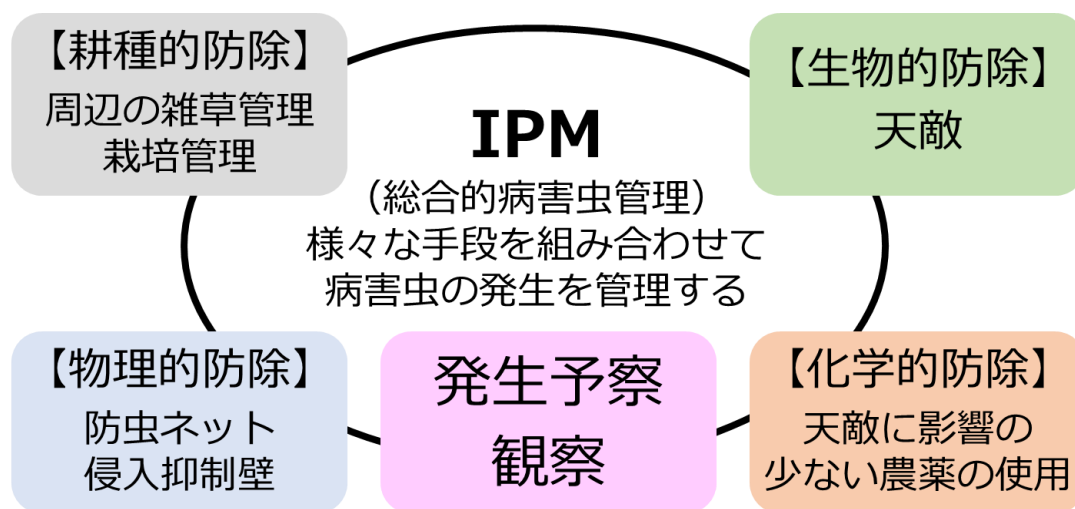 【耕種的防除】
周辺の雑草管理
栽培管理
【生物的防除】
天敵
IPM
（総合的病害虫管理）
様々な手段を組み合わせて
病害虫の発生を管理する
【物理的防除】
防虫ネット
侵入抑制壁
発生予察
観察
【化学的防除】
天敵に影響の
少ない農薬の使用